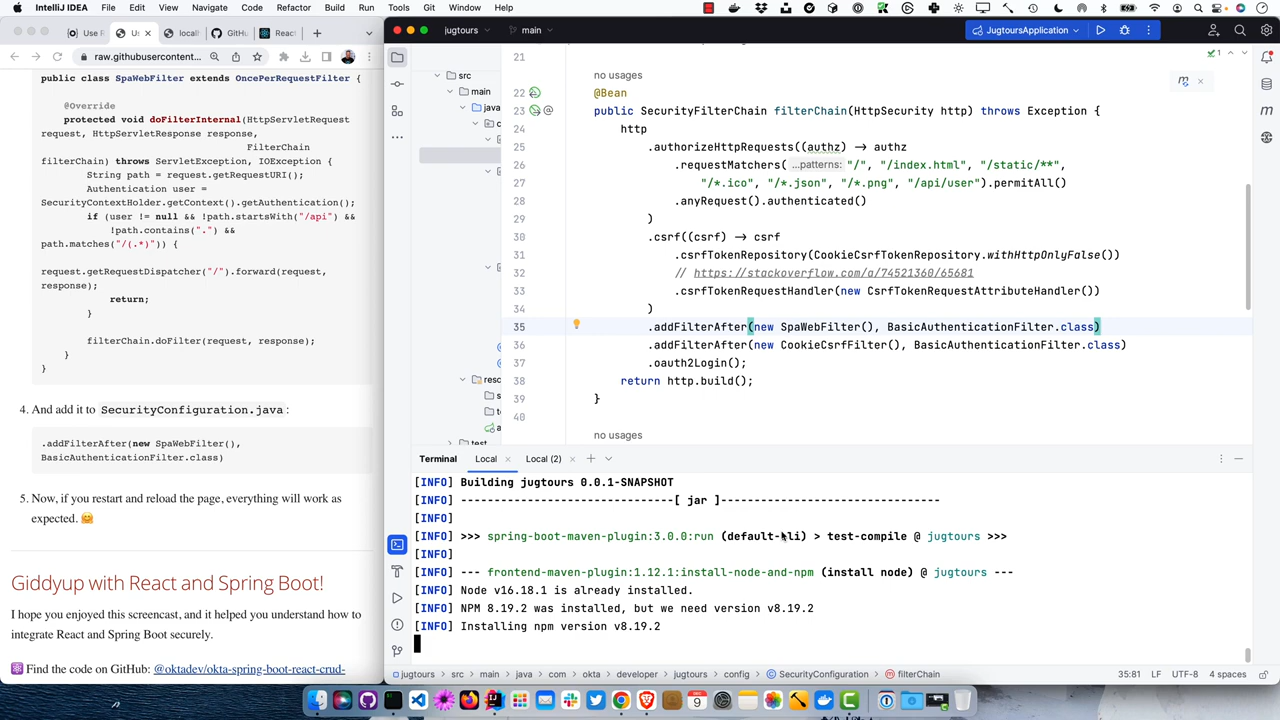 IntelliJ IDEA File Edit View Navigate Code Refactor Build Run Tools Git Window Help
Use F
U
locall
GitHu
React
raw.githubusercontent...
public class SpaWebFilter extends OncePerRequestFilter {
@Override
protected void doFilterInternal(HttpServletRequest
request, HttpServletResponse response,
FilterChain
filterChain) throws ServletException, IOException {
String path = request.getRequestURI();
Authentication user =
SecurityContextHolder.getContext().getAuthentication();
if (user != null && !path.startsWith("/api") &&
!path.contains(".") &&
path.matches("/(.*)")) {
request.getRequestDispatcher("/").forward(request,
response);
return;
}
filterChain.doFilter(request, response);
}
}
4. And add it to SecurityConfiguration.java:
.addFilterAfter(new SpaWebFilter(),
BasicAuthenticationFilter.class)
5. Now, if you restart and reload the page, everything will work as
expected. 🤗
Giddyup with React and Spring Boot!
I hope you enjoyed this screencast, and it helped you understand how to
integrate React and Spring Boot securely.
⚛️ Find the code on GitHub: @oktadev/okta-spring-boot-react-crud-
jugtours main JugtoursApplication
src
main
java
c
resc
s
te
a
test
1
21
no usages
22 @Bean
23 @ public SecurityFilterChain filterChain(HttpSecurity http) throws Exception {
24 http
25 .authorizeHttpRequests((authz) -> authz
26 .requestMatchers( ...patterns: "/", "/index.html", "/static/**",
27 "/*.ico", "/*.json", "/*.png", "/api/user").permitAll()
28 .anyRequest().authenticated()
29 )
30 .csrf((csrf) -> csrf
31 .csrfTokenRepository(CookieCsrfTokenRepository.withHttpOnlyFalse())
32 // https://stackoverflow.com/a/74521360/65681
33 .csrfTokenRequestHandler(new CsrfTokenRequestAttributeHandler())
34 )
35 .addFilterAfter(new SpaWebFilter(), BasicAuthenticationFilter.class)
36 .addFilterAfter(new CookieCsrfFilter(), BasicAuthenticationFilter.class)
37 .oauth2Login();
38 return http.build();
39 }
40
no usages
Terminal Local Local (2)
[INFO] Building jugtours 0.0.1-SNAPSHOT
[INFO] --------------------------------[ jar ]---------------------------------
[INFO]
[INFO] >>> spring-boot-maven-plugin:3.0.0:run (default-cli) > test-compile @ jugtours >>>
[INFO]
[INFO] --- frontend-maven-plugin:1.12.1:install-node-and-npm (install node) @ jugtours ---
[INFO] Node v16.18.1 is already installed.
[INFO] NPM 8.19.2 was installed, but we need version v8.19.2
[INFO] Installing npm version v8.19.2
jugtours > src > main > java > com > okta > developer > jugtours > config > SecurityConfiguration > filterChain 35:81 LF UTF-8 4 spaces